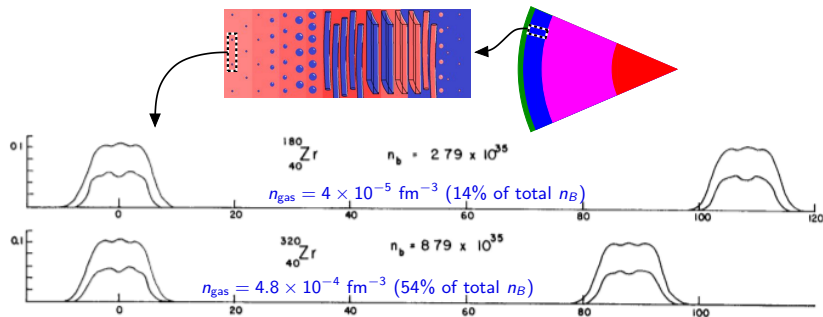 0.1
180
40 Zr
n_b = 2.79 x 10^35
n_gas = 4 × 10^−5 fm^−3 (14% of total n_B)
0 20 40 60 80 100 120
0.1
320
40 Zr
n_b = 8.79 x 10^35
n_gas = 4.8 × 10^−4 fm^−3 (54% of total n_B)
0 20 40 60 80 100